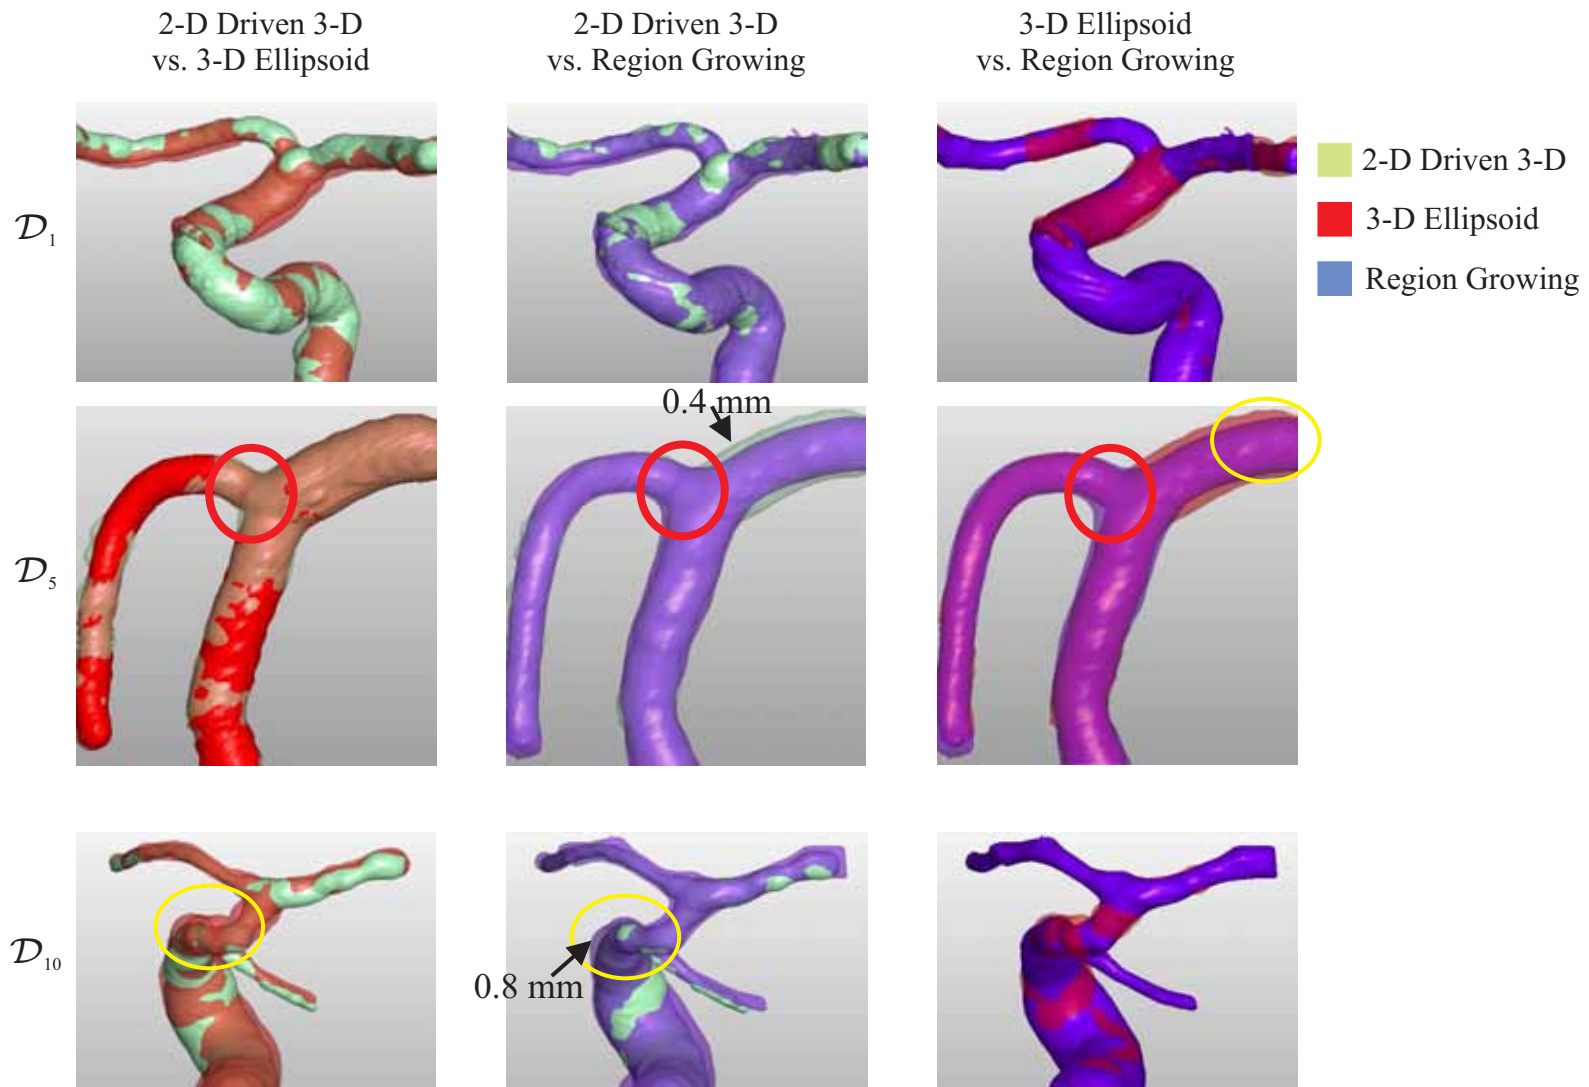 2-D Driven 3-D
vs. 3-D Ellipsoid
2-D Driven 3-D
vs. Region Growing
3-D Ellipsoid
vs. Region Growing
2-D Driven 3-D
3-D Ellipsoid
Region Growing
D1
0.4 mm
D5
D10
0.8 mm